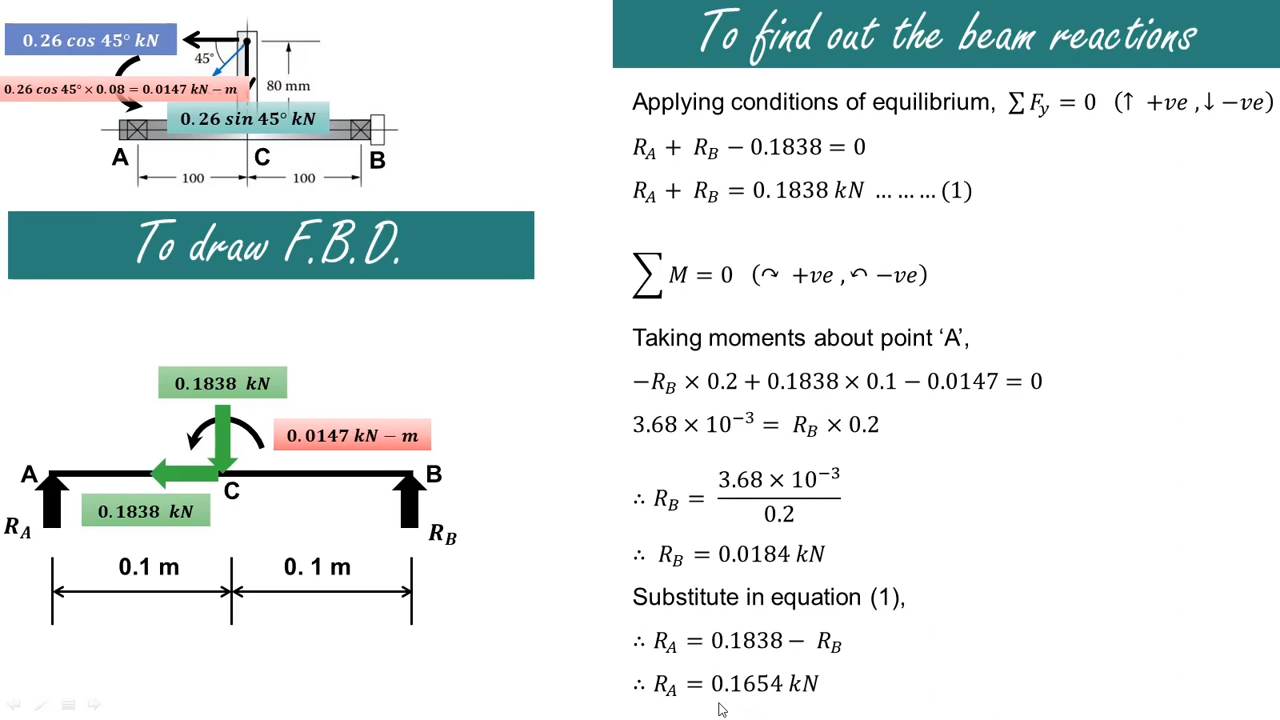 0.26 cos 45° kN
45°
0.26 cos 45° × 0.08 = 0.0147 kN − m
80 mm
0.26 sin 45° kN
A
C
B
100
100
To draw F.B.D.
0.1838 kN
0.0147 kN − m
A
B
C
0.1838 kN
R_A
R_B
0.1 m
0. 1 m
To find out the beam reactions
Applying conditions of equilibrium, ∑ F_y = 0 (↑ +ve ,↓ −ve)
R_A + R_B − 0.1838 = 0
R_A + R_B = 0.1838 kN … … … (1)
∑ M = 0 (↷ +ve , ↶ −ve)
Taking moments about point ‘A’,
−R_B × 0.2 + 0.1838 × 0.1 − 0.0147 = 0
3.68 × 10⁻³ = R_B × 0.2
∴ R_B = 3.68 × 10⁻³ / 0.2
∴ R_B = 0.0184 kN
Substitute in equation (1),
∴ R_A = 0.1838 − R_B
∴ R_A = 0.1654 kN